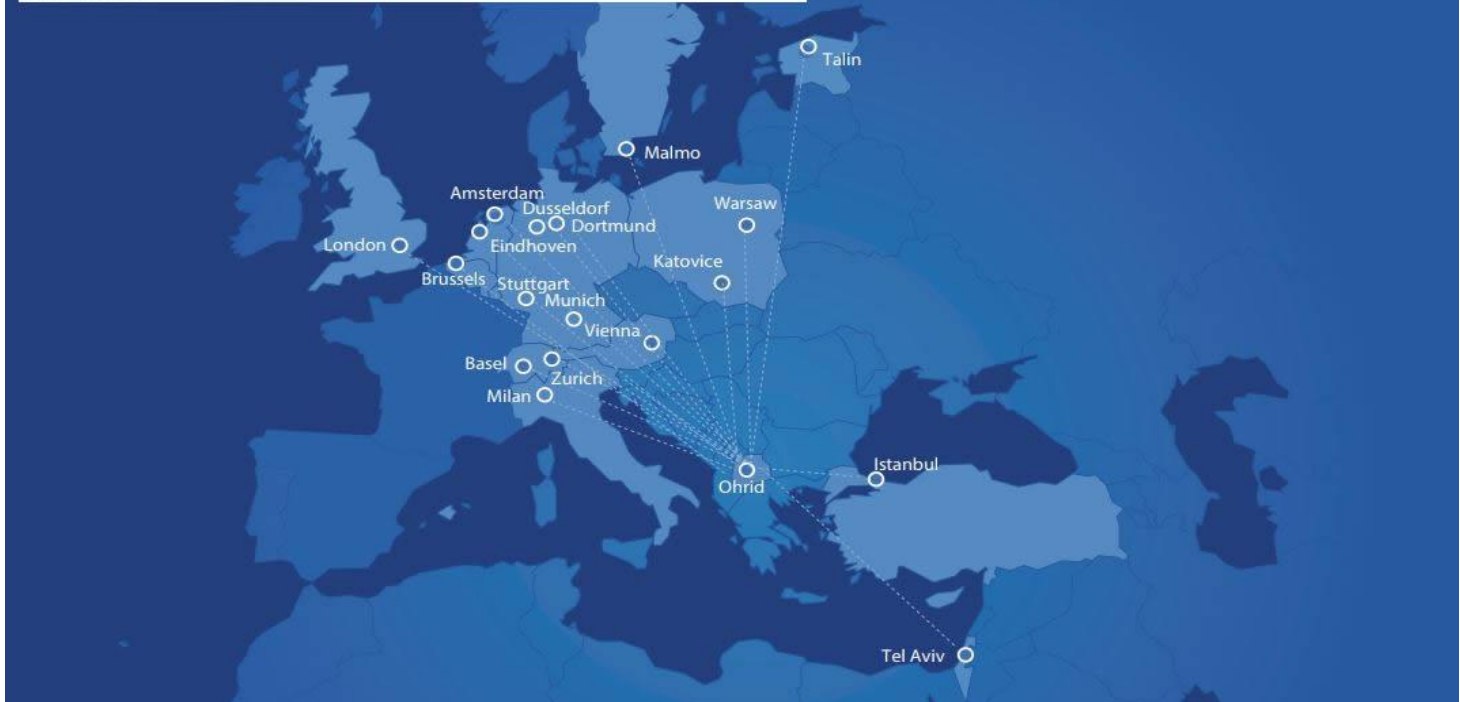 Talin
Malmo
Amsterdam
Dusseldorf
Warsaw
Dortmund
London
Eindhoven
Katovice
Brussels
Stuttgart
Munich
Vienna
Basel
Zurich
Milan
Istanbul
Ohrid
Tel Aviv